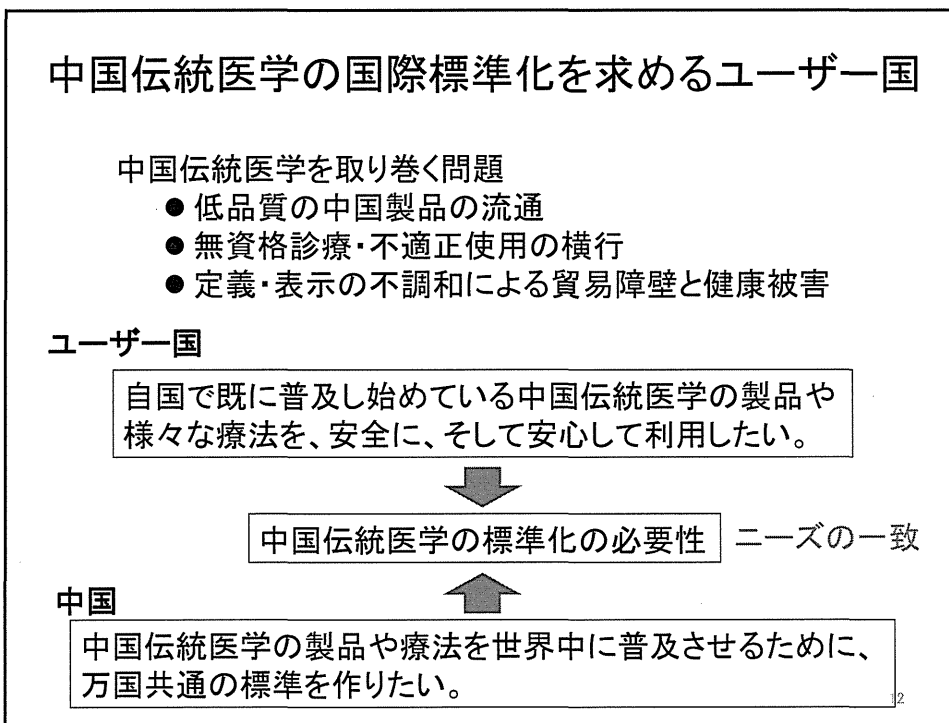 中国伝統医学の国際標準化を求めるユーザー国
中国伝統医学を取り巻く問題
●低品質の中国製品の流通
●無資格診療・不適正使用の横行
●定義・表示の不調和による貿易障壁と健康被害
ユーザー国
自国で既に普及し始めている中国伝統医学の製品や
様々な療法を、安全に、そして安心して利用したい。
中国伝統医学の標準化の必要性 ニーズの一致
中国
中国伝統医学の製品や療法を世界中に普及させるために、
万国共通の標準を作りたい。
12